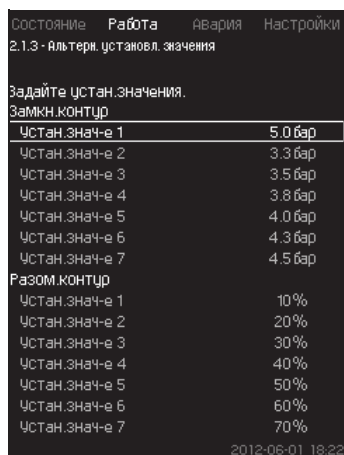 Состояние Работа Авария Настройки
2.1.3 - Альтерн. установл. значения
Задайте устан.значения.
Замкн.контур
Устан.знач-е 1 5.0 бар
Устан.знач-е 2 3.3 бар
Устан.знач-е 3 3.5 бар
Устан.знач-е 4 3.8 бар
Устан.знач-е 5 4.0 бар
Устан.знач-е 6 4.3 бар
Устан.знач-е 7 4.5 бар
Разом.контур
Устан.знач-е 1 10%
Устан.знач-е 2 20%
Устан.знач-е 3 30%
Устан.знач-е 4 40%
Устан.знач-е 5 50%
Устан.знач-е 6 60%
Устан.знач-е 7 70%
2012-06-01 18:22